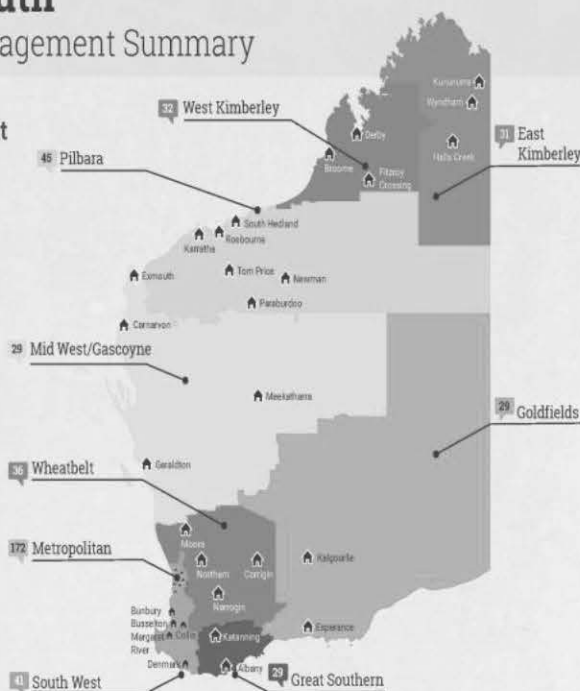 uth
agement Summary
t
32 West Kimberley
46 Pilbara
31 East
Kimberley
Kununurra
Wyndham
Halls Creek
Derby
Broome
Fitzroy
Crossing
South Hedland
Roebourne
Karratha
Exmouth
Tom Price
Newman
Paraburdoo
Carnarvon
29 Mid West/Gascoyne
Meekatharra
29 Goldfields
Geraldton
36 Wheatbelt
Moora
172 Metropolitan
Northam
Corrigin
Kalgoorlie
Narrogin
Bunbury
Busselton
Margaret
River
Collie
Katanning
Esperance
Denmark
Albany
41 South West
29 Great Southern